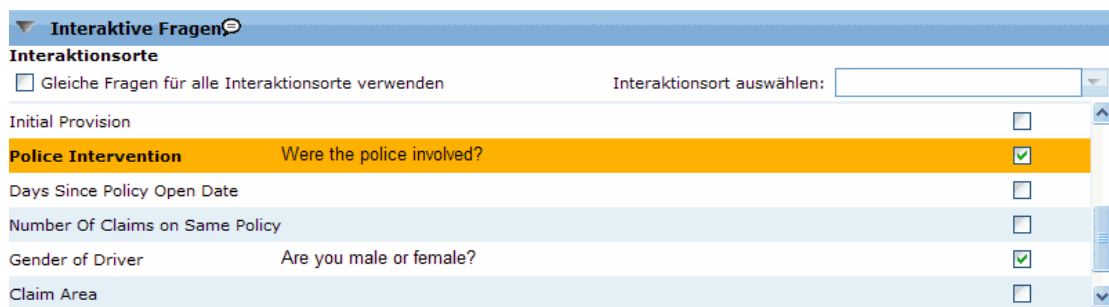 Interaktive Fragen
Interaktionsorte
Gleiche Fragen für alle Interaktionsorte verwenden Interaktionsort auswählen:
Initial Provision
Police Intervention Were the police involved?
Days Since Policy Open Date
Number Of Claims on Same Policy
Gender of Driver Are you male or female?
Claim Area